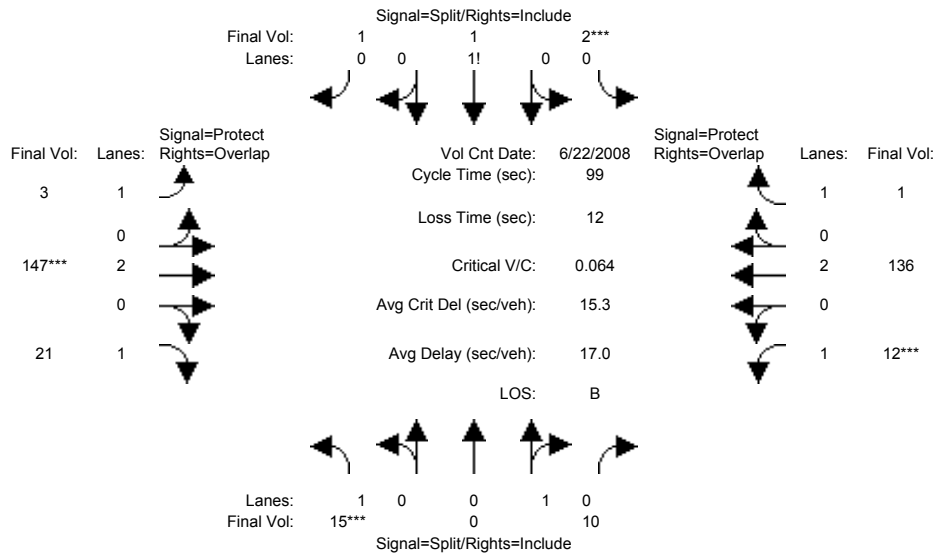 Signal=Split/Rights=Include
Final Vol: 1 1 2***
Lanes: 0 0 1! 0 0
Signal=Protect Signal=Protect
Final Vol: Lanes: Rights=Overlap Vol Cnt Date: 6/22/2008 Rights=Overlap Lanes: Final Vol:
Cycle Time (sec): 99
3 1 1 1
Loss Time (sec): 12
0 0
147*** 2 Critical V/C: 0.064 2 136
0 Avg Crit Del (sec/veh): 15.3 0
21 1 Avg Delay (sec/veh): 17.0 1 12***
LOS: B
Lanes: 1 0 0 1 0
Final Vol: 15*** 0 10
Signal=Split/Rights=Include